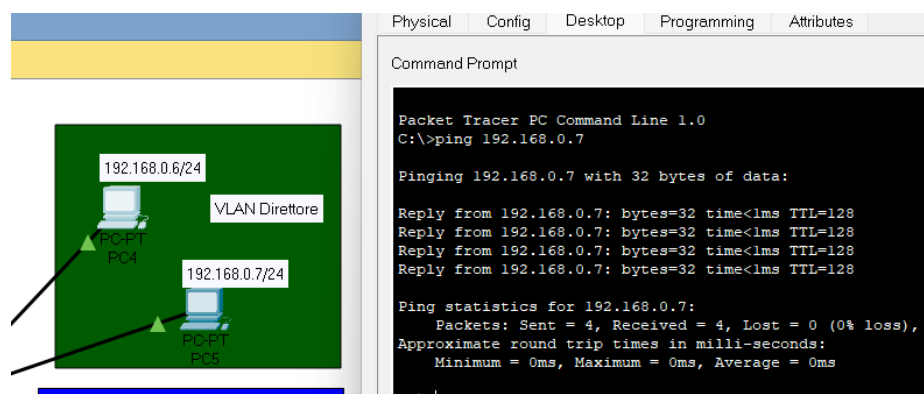 192.168.0.6/24
VLAN Direttore
PC-PT
PC4
192.168.0.7/24
PC-PT
PC5
Physical Config Desktop Programming Attributes
Command Prompt
Packet Tracer PC Command Line 1.0
C:\>ping 192.168.0.7
Pinging 192.168.0.7 with 32 bytes of data:
Reply from 192.168.0.7: bytes=32 time<1ms TTL=128
Reply from 192.168.0.7: bytes=32 time<1ms TTL=128
Reply from 192.168.0.7: bytes=32 time<1ms TTL=128
Reply from 192.168.0.7: bytes=32 time<1ms TTL=128
Ping statistics for 192.168.0.7:
Packets: Sent = 4, Received = 4, Lost = 0 (0% loss),
Approximate round trip times in milli-seconds:
Minimum = 0ms, Maximum = 0ms, Average = 0ms